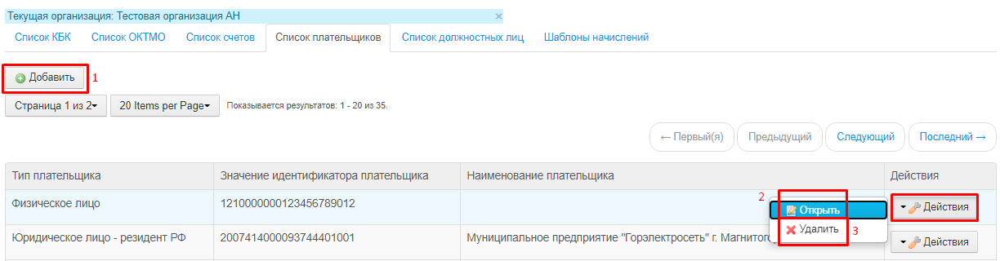 Текущая организация: Тестовая организация АН ×
Список КБК Список ОКТМО Список счетов Список плательщиков Список должностных лиц Шаблоны начислений
Добавить 1
Страница 1 из 2 20 Items per Page Показывается результатов: 1 - 20 из 35.
← Первый(я) Предыдущий Следующий Последний →
Тип плательщика Значение идентификатора плательщика Наименование плательщика Действия
Физическое лицо 1210000000123456789012 2 Открыть Действия
Удалить 3
Юридическое лицо - резидент РФ 2007414000093744401001 Муниципальное предприятие "Горэлектросеть" г. Действия